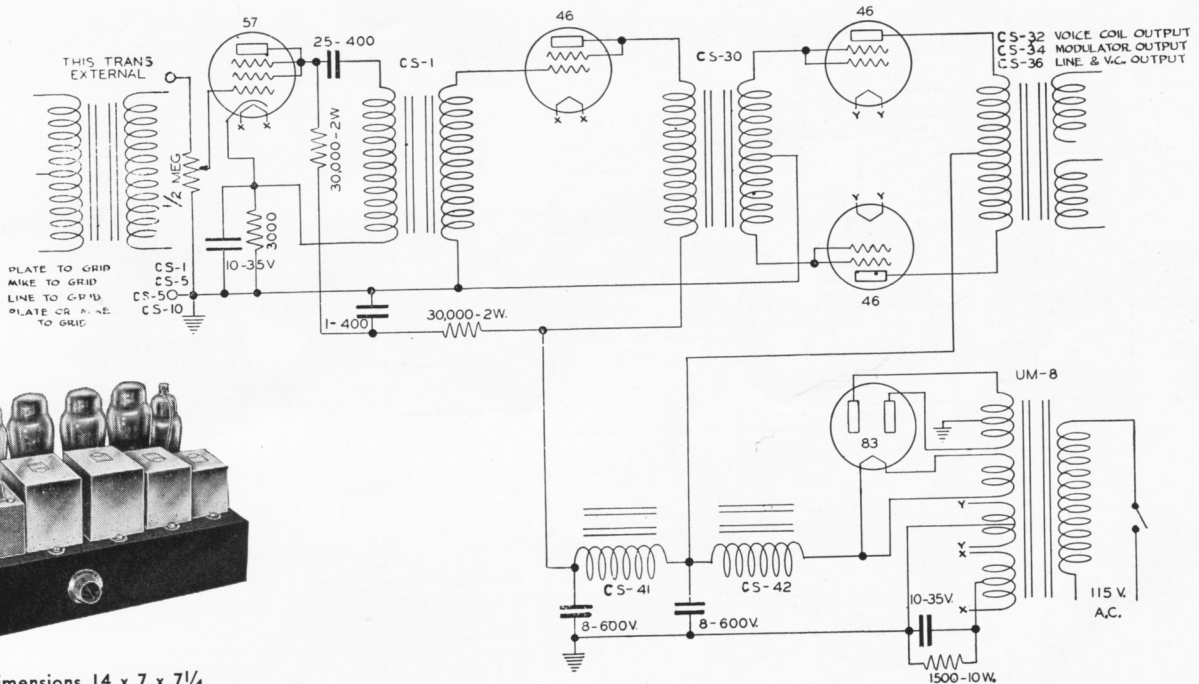 57
46
46
25-400
CS-1
CS-30
CS-32 VOICE COIL OUTPUT
CS-34 MODULATOR OUTPUT
CS-36 LINE & V.C. OUTPUT
THIS TRANS
EXTERNAL
X X
X X
Y Y
1/2 MEG
30,000-2W
3000
10-35V
Y Y
46
PLATE TO GRID CS-1
MIKE TO GRID CS-5
LINE TO GRID CS-5
PLATE OR MIKE CS-10
TO GRID
1-400
30,000-2W.
UM-8
83
Y
Y
X
X
CS-41
CS-42
8-600V.
8-600V.
10-35V.
1500-10W.
115 V.
A.C.
imensions 14 x 7 x 7 1/4